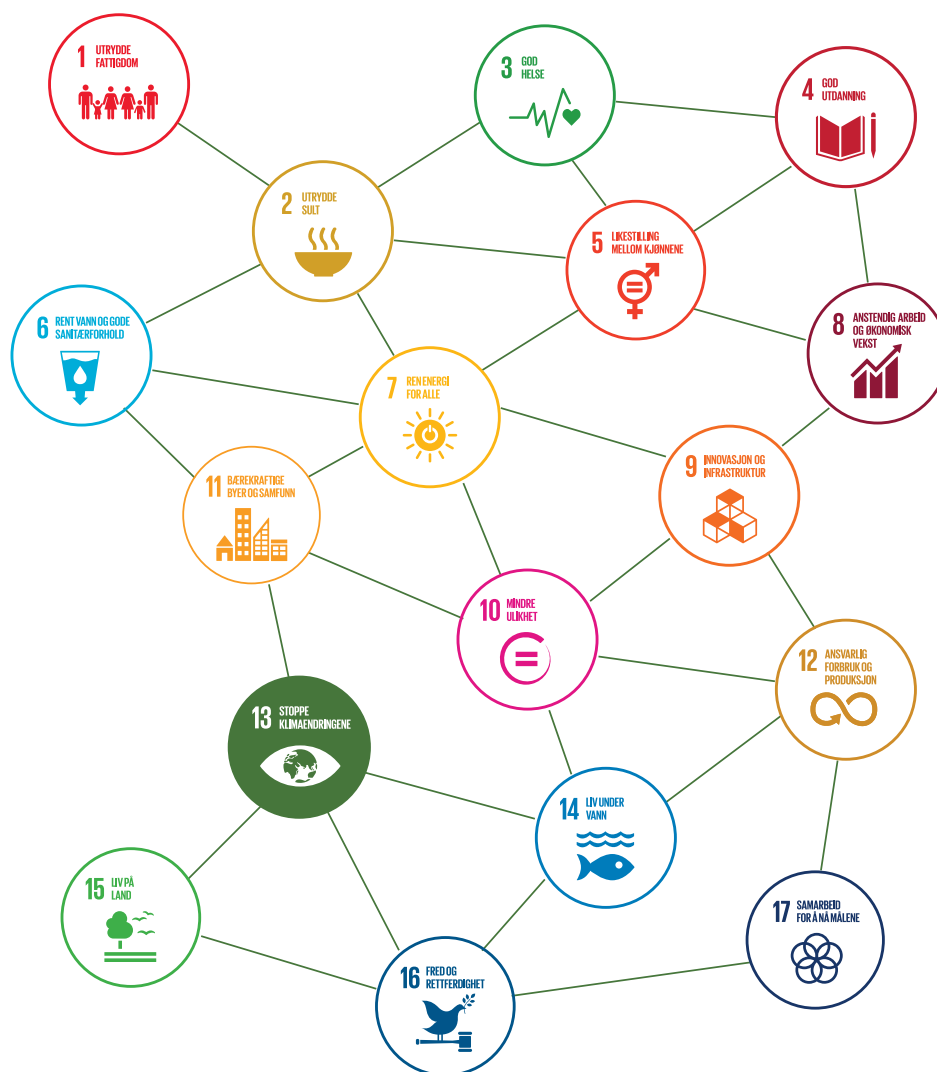 1 UTRYDDE
FATTIGDOM
3 GOD
HELSE
4 GOD
UTDANNING
2 UTRYDDE
SULT
5 LIKESTILLING
MELLOM KJØNNENE
6 RENT VANN OG GODE
SANITÆRFORHOLD
8 ANSTENDIG ARBEID
OG ØKONOMISK
VEKST
7 REN ENERGI
FOR ALLE
9 INNOVASJON OG
INFRASTRUKTUR
11 BÆREKRAFTIGE
BYER OG SAMFUNN
10 MINDRE
ULIKHET
12 ANSVARLIG
FORBRUK OG
PRODUKSJON
13 STOPPE
KLIMAENDRINGENE
14 LIV UNDER
VANN
15 LIV PÅ
LAND
17 SAMARBEID
FOR Å NÅ MÅLENE
16 FRED OG
RETTFERDIGHET